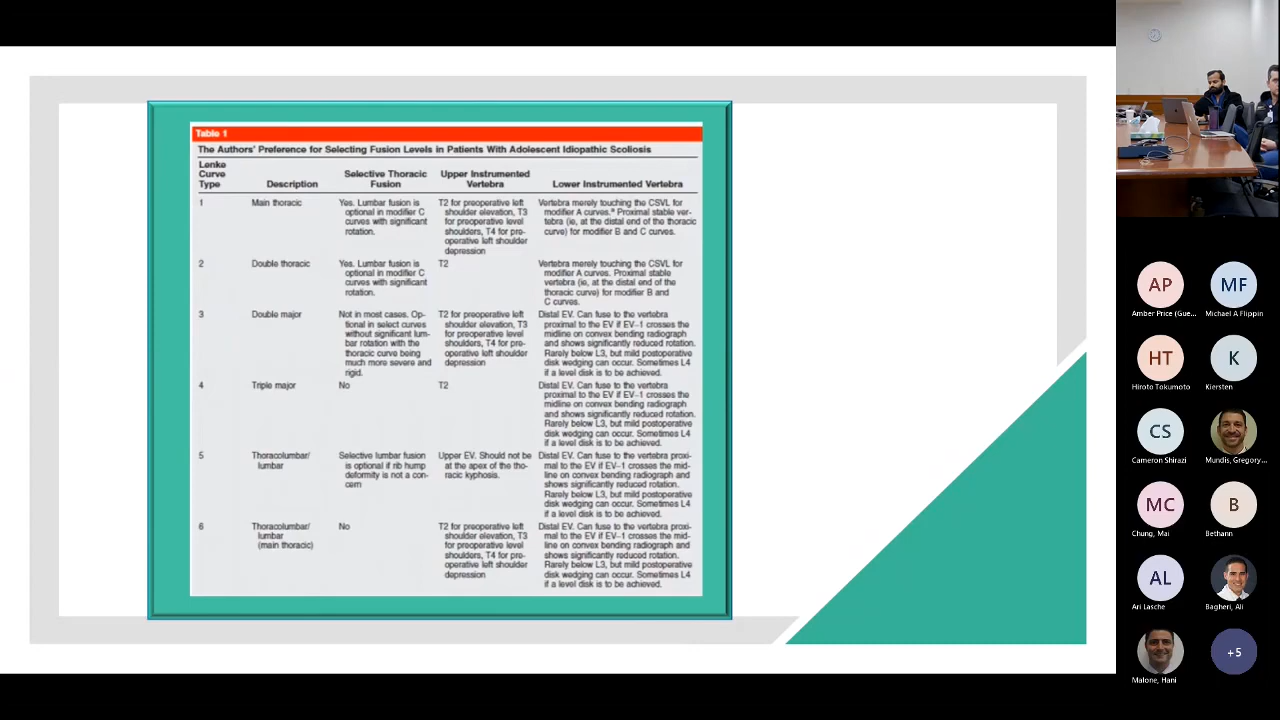 Table 1
The Authors' Preference for Selecting Fusion Levels in Patients With Adolescent Idiopathic Scoliosis
Lenke
Curve
Type
Description
Selective Thoracic
Fusion
Upper Instrumented
Vertebra
Lower Instrumented Vertebra
1
Main thoracic
Yes. Lumbar fusion is
optional in modifier C
curves with significant
rotation.
T2 for preoperative left
shoulder elevation, T3
for preoperative level
shoulders, T4 for pre-
operative left shoulder
depression
Vertebra merely touching the CSVL for
modifier A curves.ª Proximal stable ver-
tebra (ie, at the distal end of the thoracic
curve) for modifier B and C curves.
2
Double thoracic
Yes. Lumbar fusion is
optional in modifier C
curves with significant
rotation.
T2
Vertebra merely touching the CSVL for
modifier A curves. Proximal stable
vertebra (ie, at the distal end of the
thoracic curve) for modifier B and
C curves.
3
Double major
Not in most cases. Op-
tional in select curves
without significant lum-
bar rotation with the
thoracic curve being
much more severe and
rigid.
T2 for preoperative left
shoulder elevation, T3
for preoperative level
shoulders, T4 for pre-
operative left shoulder
depression
Distal EV. Can fuse to the vertebra
proximal to the EV if EV–1 crosses the
midline on convex bending radiograph
and shows significantly reduced rotation.
Rarely below L3, but mild postoperative
disk wedging can occur. Sometimes L4
if a level disk is to be achieved.
4
Triple major
No
T2
Distal EV. Can fuse to the vertebra
proximal to the EV if EV–1 crosses the
midline on convex bending radiograph
and shows significantly reduced rotation.
Rarely below L3, but mild postoperative
disk wedging can occur. Sometimes L4
if a level disk is to be achieved.
5
Thoracolumbar/
lumbar
Selective lumbar fusion
is optional if rib hump
deformity is not a con-
cern
Upper EV. Should not be
at the apex of the tho-
racic kyphosis.
Distal EV. Can fuse to the vertebra proxi-
mal to the EV if EV–1 crosses the mid-
line on convex bending radiograph and
shows significantly reduced rotation.
Rarely below L3, but mild postoperative
disk wedging can occur. Sometimes L4
if a level disk is to be achieved.
6
Thoracolumbar/
lumbar
(main thoracic)
No
T2 for preoperative left
shoulder elevation, T3
for preoperative level
shoulders, T4 for pre-
operative left shoulder
depression
Distal EV. Can fuse to the vertebra proxi-
mal to the EV if EV–1 crosses the mid-
line on convex bending radiograph and
shows significantly reduced rotation.
Rarely below L3, but mild postoperative
disk wedging can occur. Sometimes L4
if a level disk is to be achieved.
AP
Amber Price (Gue...
MF
Michael A Flippin
HT
Hiroto Tokumoto
K
Kiersten
CS
Cameron Shirazi
Mundis, Gregory...
MC
Chung, Mai
B
Bethann
AL
Ari Lasche
Bagheri, Ali
Malone, Hani
+5